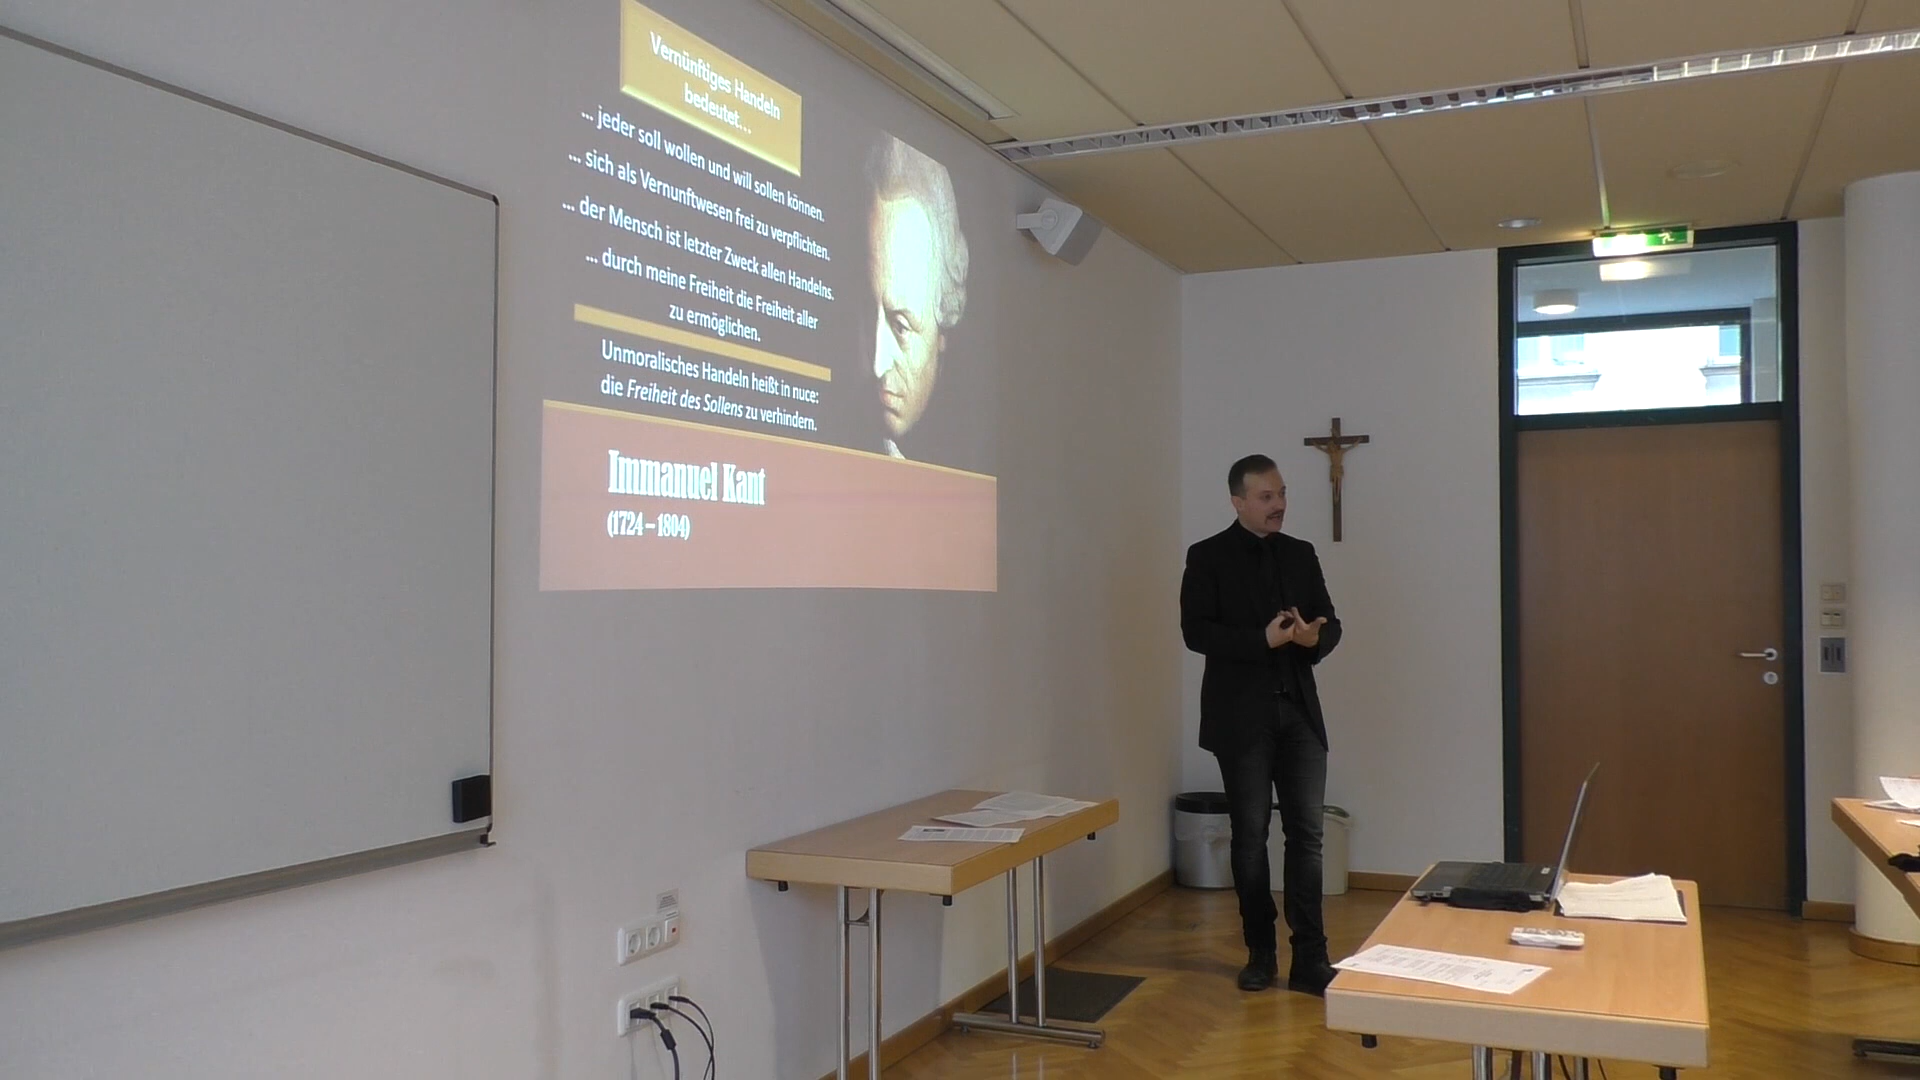 Vernünftiges Handeln
bedeutet...
... jeder soll wollen und will sollen können.
... sich als Vernunftwesen frei zu verpflichten.
... der Mensch ist letzter Zweck allen Handelns.
... durch meine Freiheit die Freiheit aller
zu ermöglichen.
Unmoralisches Handeln heißt in nuce:
die Freiheit des Sollens zu verhindern.
Immanuel Kant
(1724 – 1804)